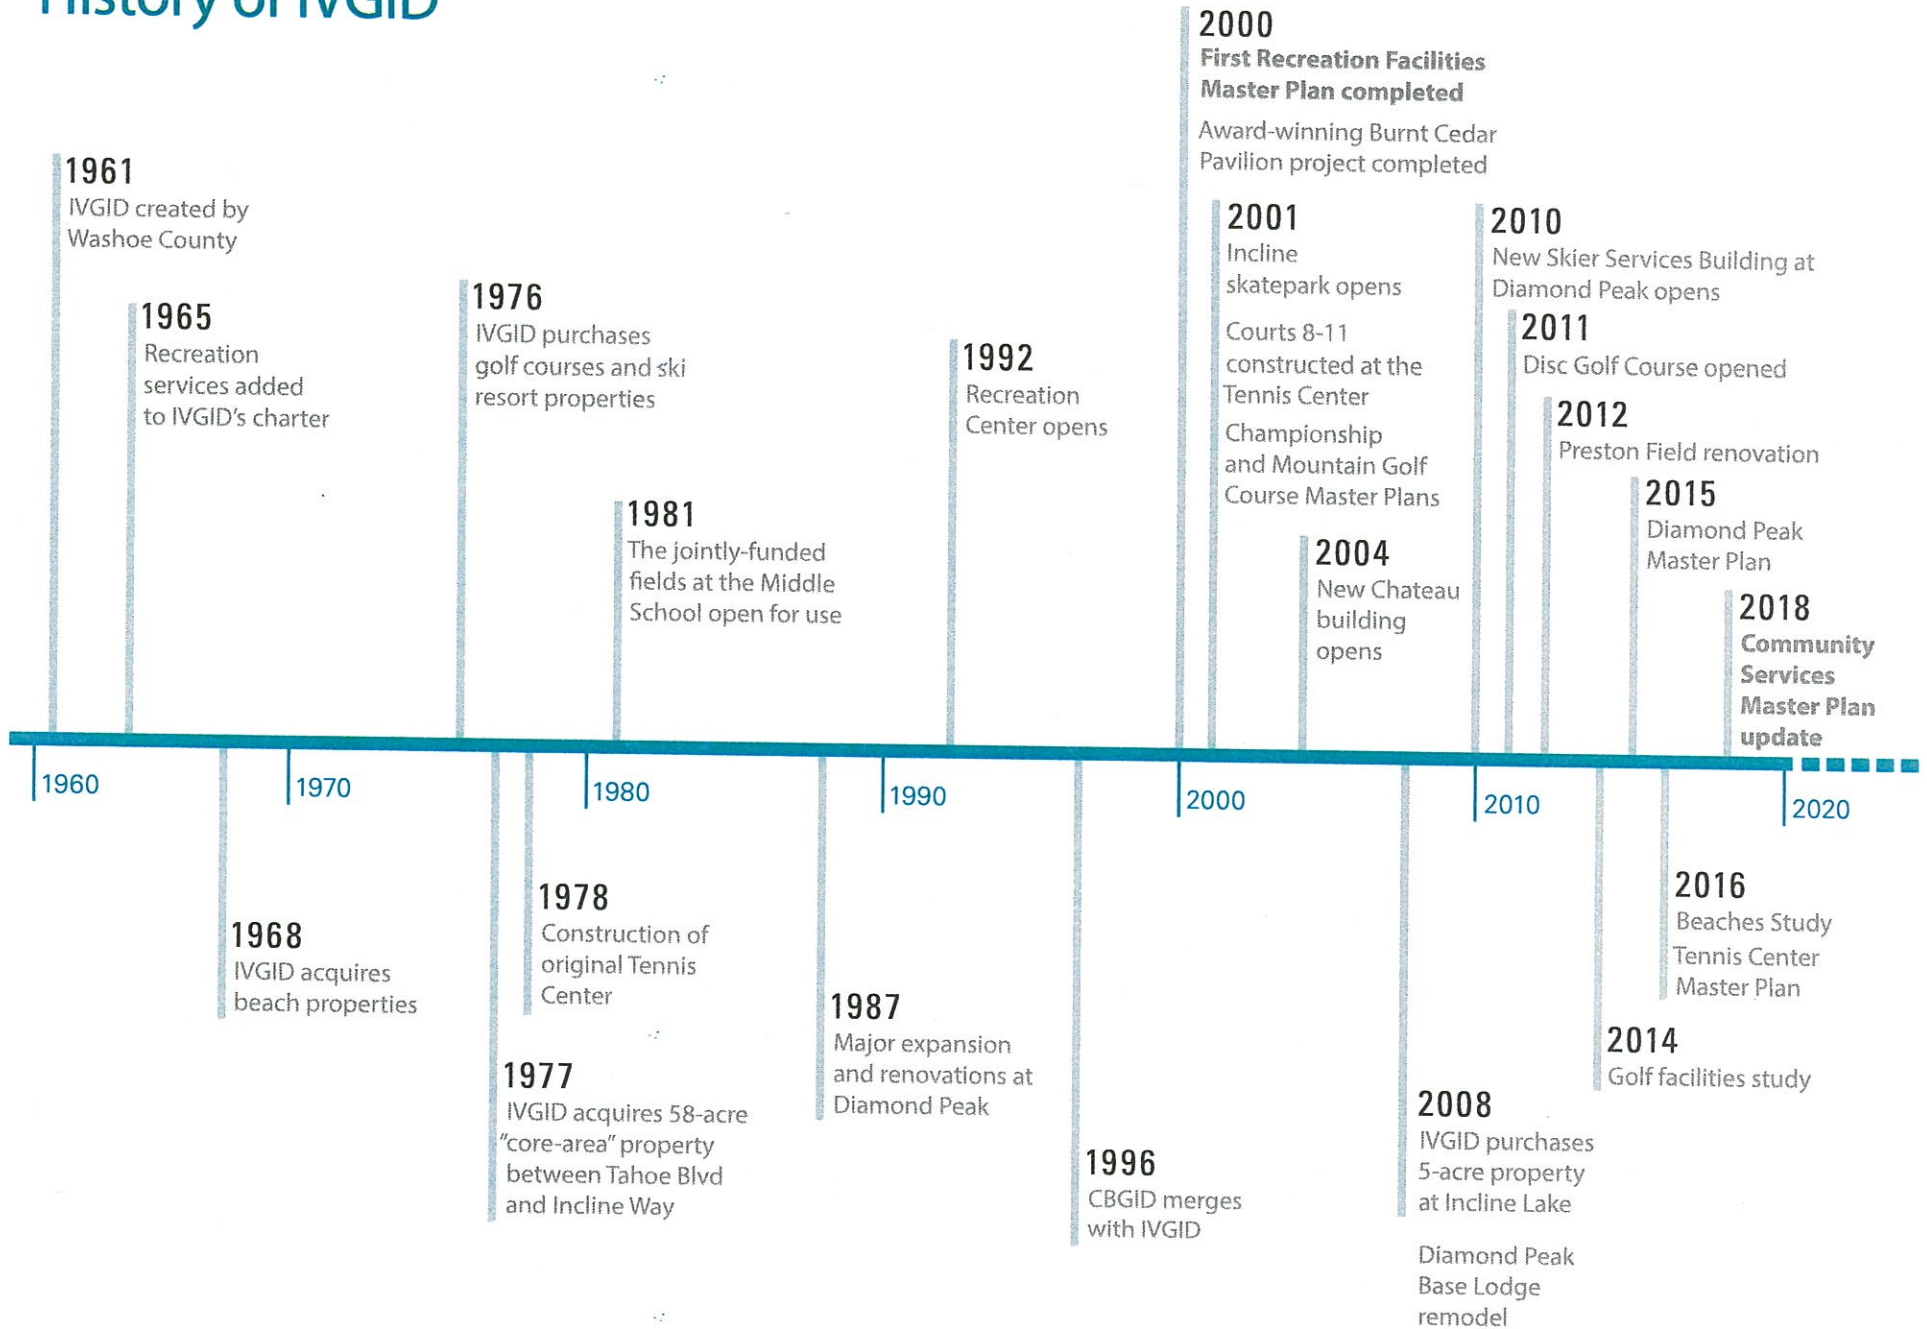 History of IVGID
2000
First Recreation Facilities
Master Plan completed
Award-winning Burnt Cedar
Pavilion project completed
1961
IVGID created by
Washoe County
1965
Recreation
services added
to IVGID's charter
1976
IVGID purchases
golf courses and ski
resort properties
1981
The jointly-funded
fields at the Middle
School open for use
1992
Recreation
Center opens
2001
Incline
skatepark opens
Courts 8-11
constructed at the
Tennis Center
Championship
and Mountain Golf
Course Master Plans
2004
New Chateau
building
opens
2010
New Skier Services Building at
Diamond Peak opens
2011
Disc Golf Course opened
2012
Preston Field renovation
2015
Diamond Peak
Master Plan
2018
Community
Services
Master Plan
update
1960
1970
1980
1990
2000
2010
2020
1968
IVGID acquires
beach properties
1978
Construction of
original Tennis
Center
1977
IVGID acquires 58-acre
"core-area" property
between Tahoe Blvd
and Incline Way
1987
Major expansion
and renovations at
Diamond Peak
1996
CBGID merges
with IVGID
2008
IVGID purchases
5-acre property
at Incline Lake
Diamond Peak
Base Lodge
remodel
2014
Golf facilities study
2016
Beaches Study
Tennis Center
Master Plan